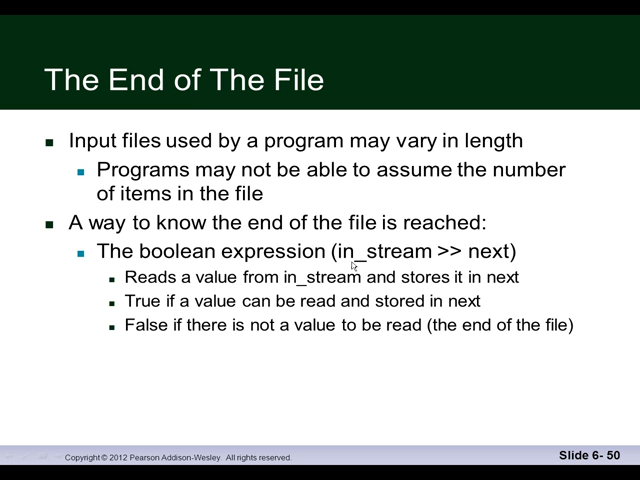 The End of The File
Input files used by a program may vary in length
Programs may not be able to assume the number
of items in the file
A way to know the end of the file is reached:
The boolean expression (in_stream >> next)
Reads a value from in_stream and stores it in next
True if a value can be read and stored in next
False if there is not a value to be read (the end of the file)
Copyright © 2012 Pearson Addison-Wesley. All rights reserved.
Slide 6- 50